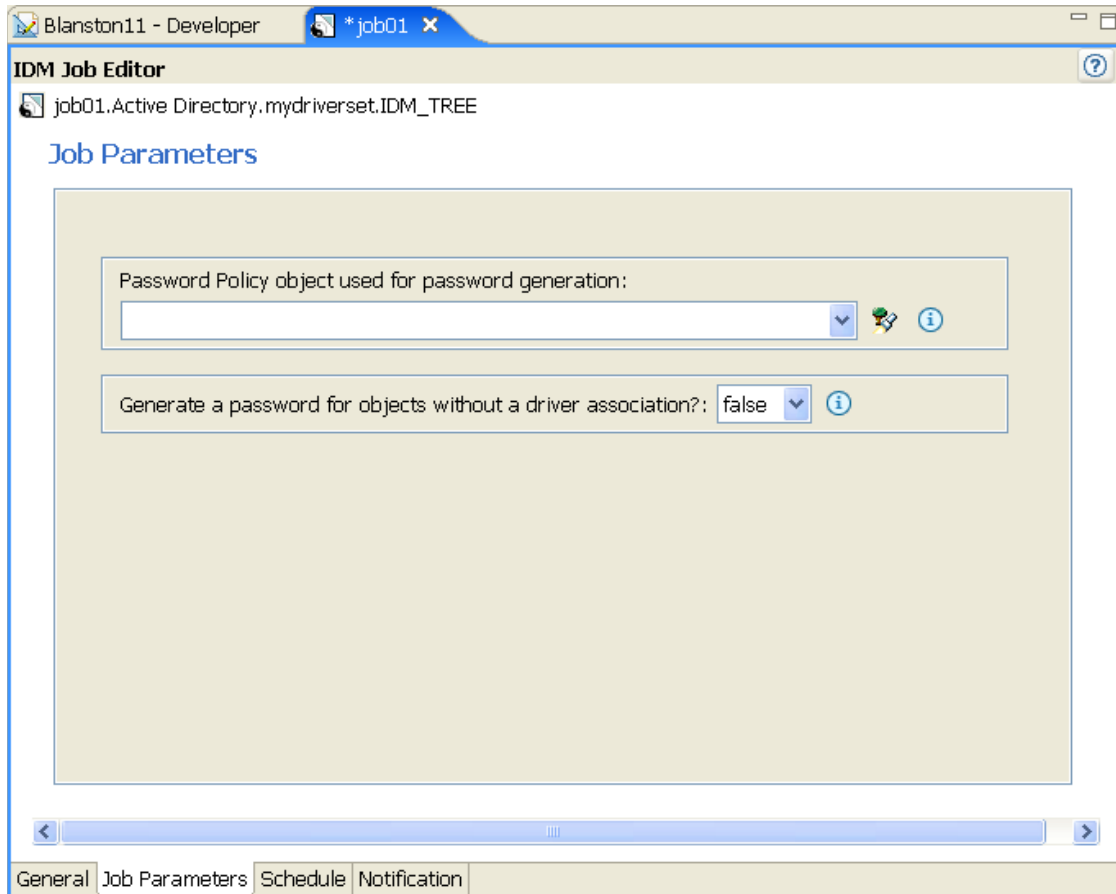 Blanston11 - Developer
*job01
IDM Job Editor
job01.Active Directory.mydriverset.IDM_TREE
Job Parameters
Password Policy object used for password generation:
Generate a password for objects without a driver association?: false
General Job Parameters Schedule Notification